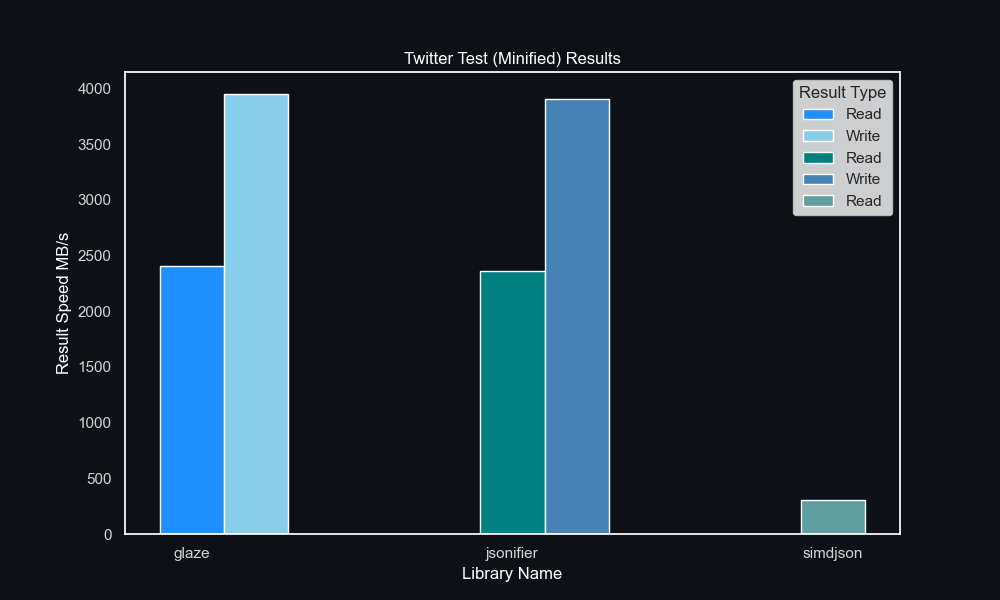 Twitter Test (Minified) Results
Result Type
Read
Write
Read
Write
Read
4000
3500
3000
2500
2000
1500
1000
500
0
Result Speed MB/s
glaze
jsonifier
simdjson
Library Name